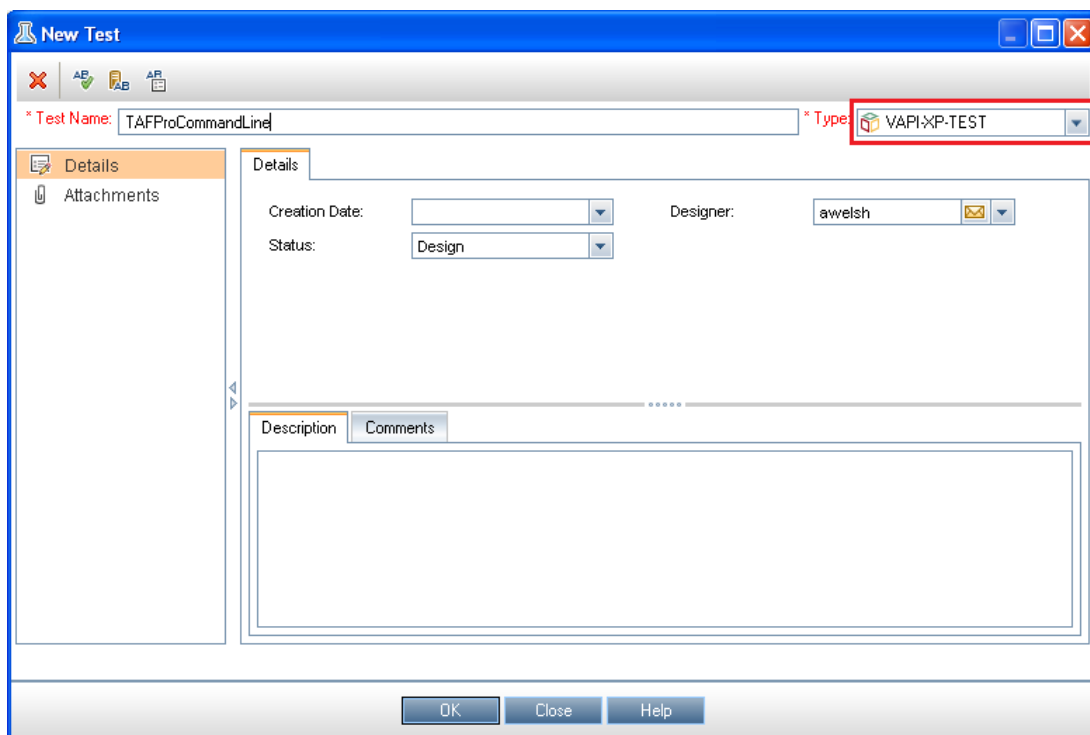 New Test
* Test Name: TAFProCommandLine * Type: VAPI-XP-TEST
Details
Attachments
Details
Creation Date: Designer: awelsh
Status: Design
Description Comments
OK Close Help